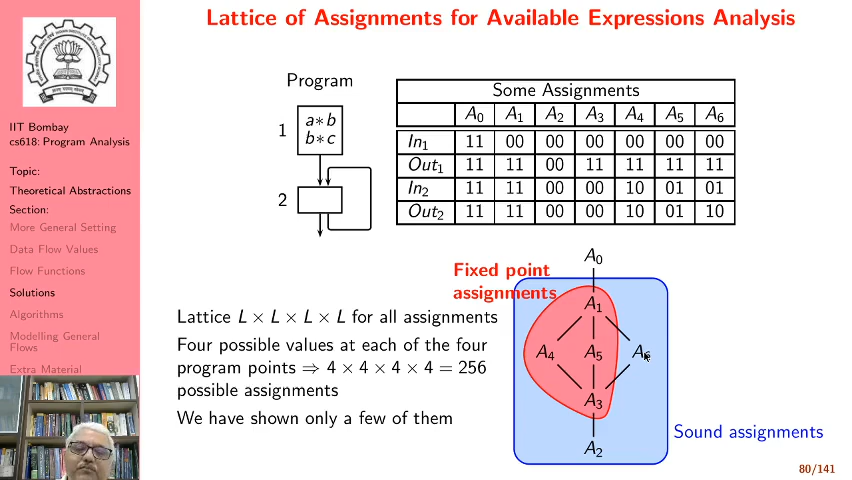 Lattice of Assignments for Available Expressions Analysis
IIT Bombay
cs618: Program Analysis
Topic:
Theoretical Abstractions
Section:
More General Setting
Data Flow Values
Flow Functions
Solutions
Algorithms
Modelling General
Flows
Extra Material
Program
1
a∗b
b∗c
2
Some Assignments
A₀ A₁ A₂ A₃ A₄ A₅ A₆
In₁ 11 00 00 00 00 00 00
Out₁ 11 11 00 11 11 11 11
In₂ 11 11 00 00 10 01 01
Out₂ 11 11 00 00 10 01 10
Lattice L × L × L × L for all assignments
Four possible values at each of the four
program points ⇒ 4 × 4 × 4 × 4 = 256
possible assignments
We have shown only a few of them
Fixed point
assignments
A₀
A₁
A₄ A₅ A₆
A₃
A₂
Sound assignments
80/141